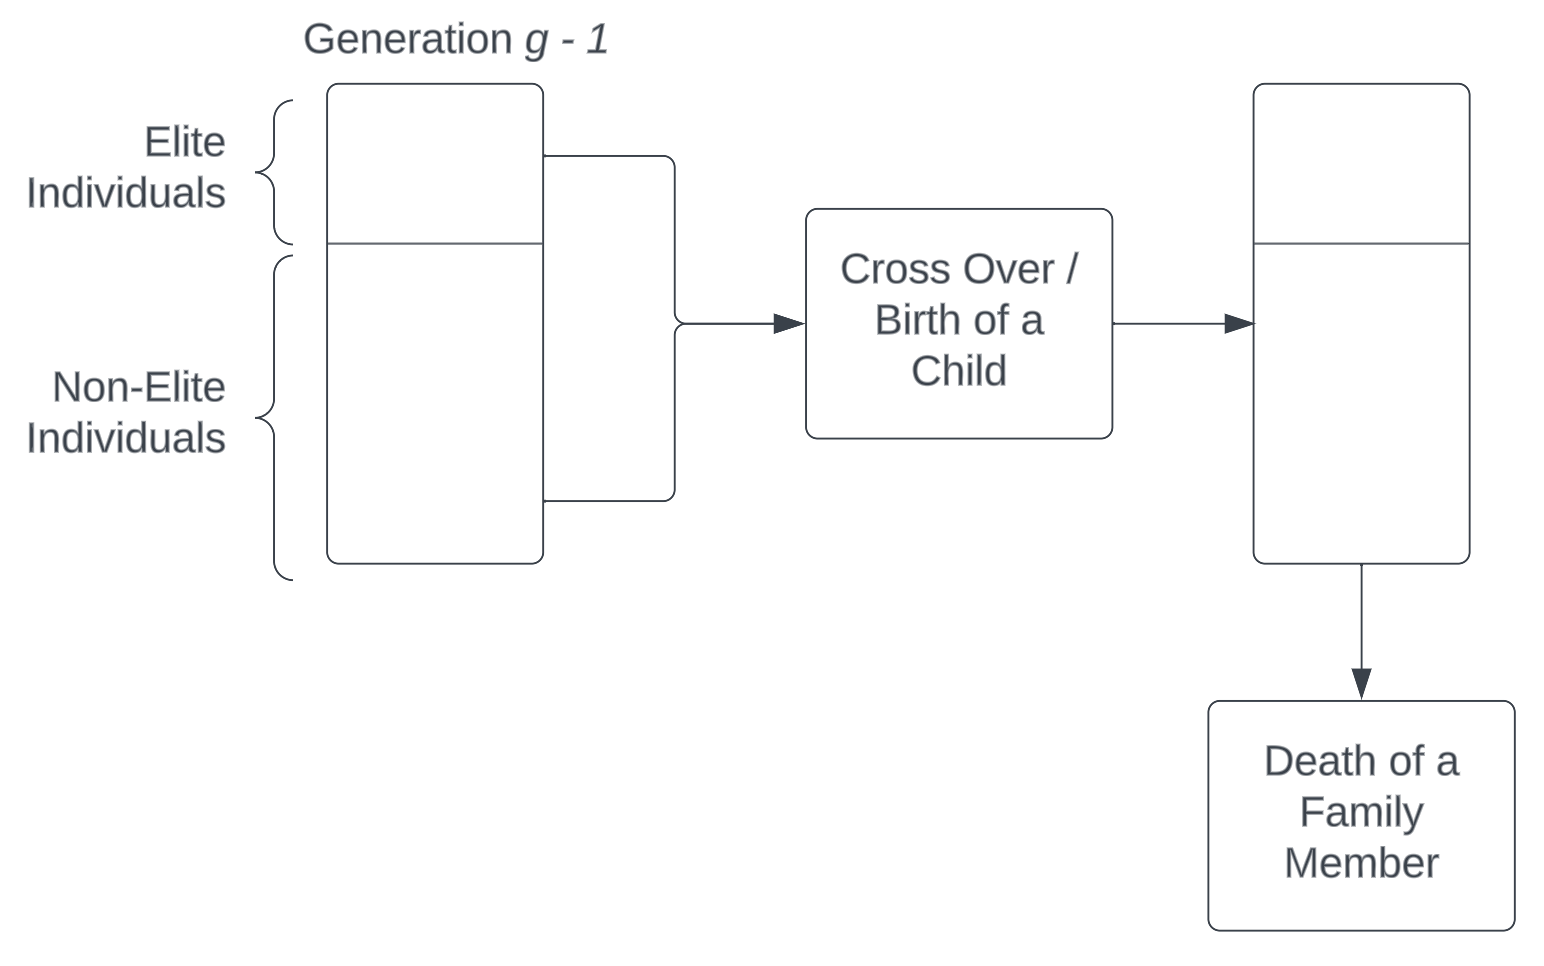 Generation g - 1
Elite
Individuals
Non-Elite
Individuals
Cross Over /
Birth of a
Child
Death of a
Family
Member